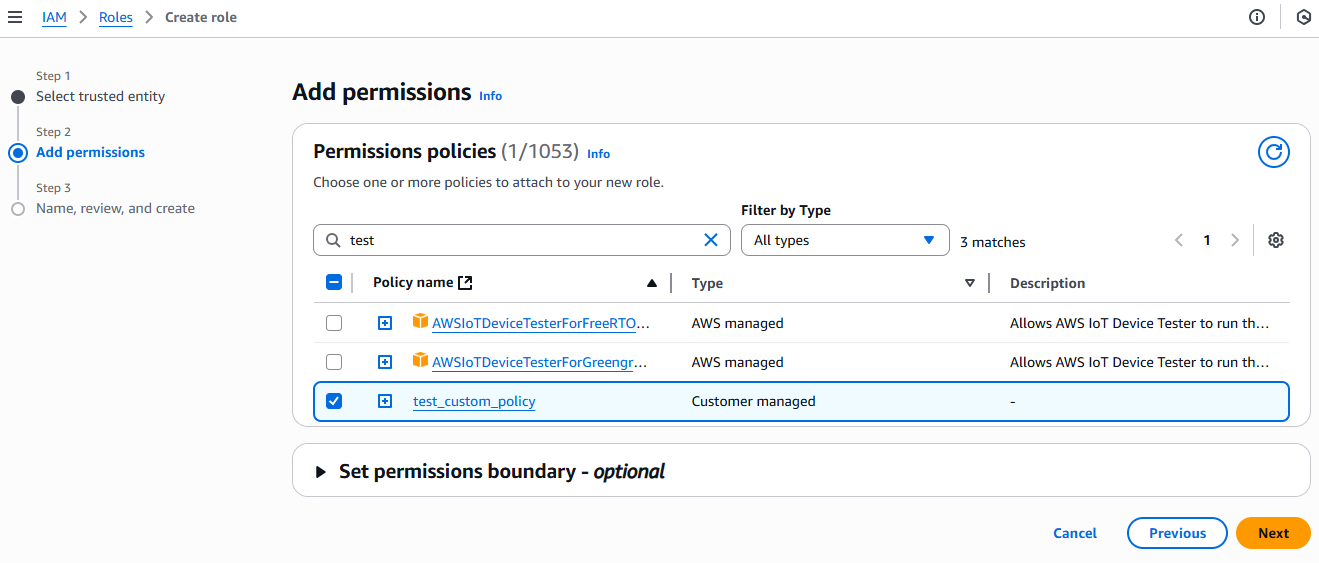 IAM > Roles > Create role
Step 1
Select trusted entity
Step 2
Add permissions
Step 3
Name, review, and create
Add permissions Info
Permissions policies (1/1053) Info
Choose one or more policies to attach to your new role.
Filter by Type
test
All types
3 matches
1
Policy name Type Description
AWSIoTDeviceTesterForFreeRTO... AWS managed Allows AWS IoT Device Tester to run th...
AWSIoTDeviceTesterForGreengr... AWS managed Allows AWS IoT Device Tester to run th...
test_custom_policy Customer managed -
Set permissions boundary - optional
Cancel Previous Next